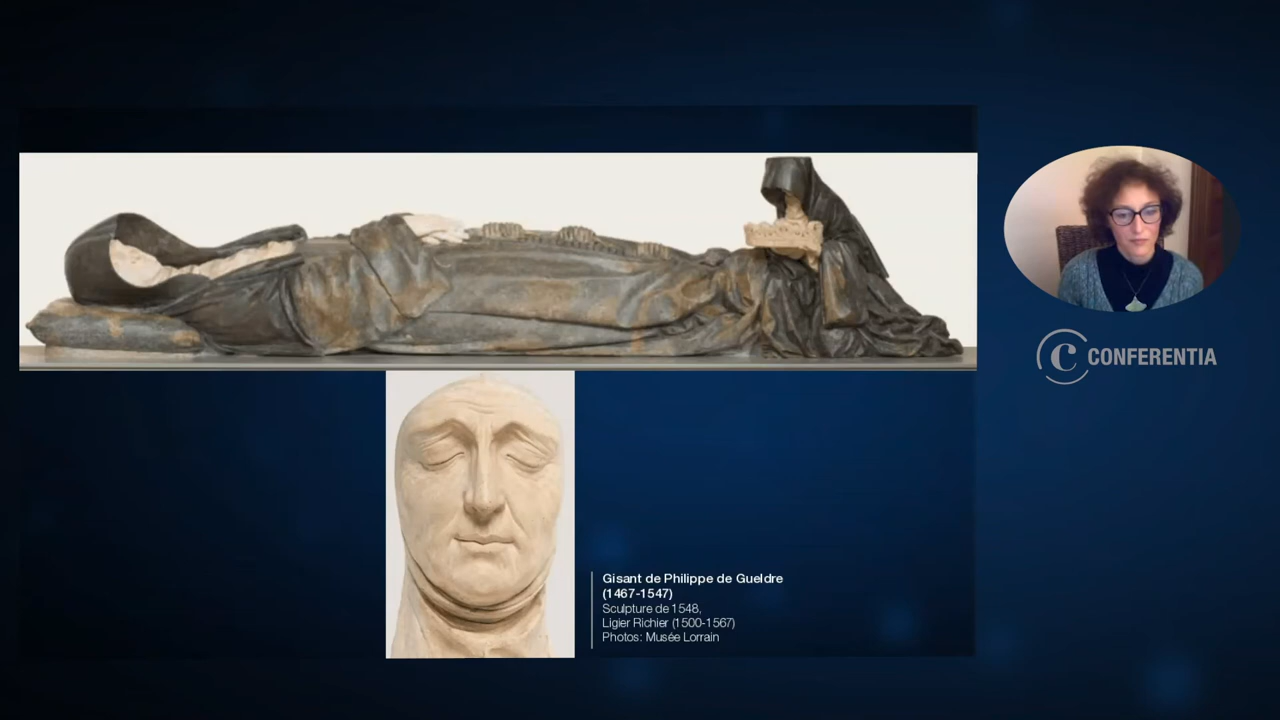 C CONFERENTIA
Gisant de Philippe de Gueldre
(1467-1547)
Sculpture de 1548,
Ligier Richier (1500-1567)
Photos: Musée Lorrain